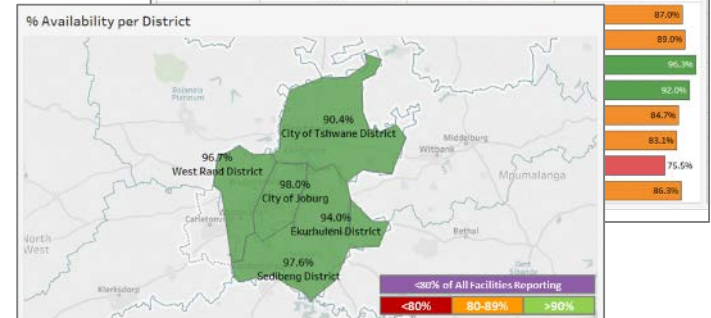 % Availability per District
87.0%
89.0%
96.3%
92.0%
84.7%
83.1%
75.5%
86.3%
90.4%
City of Tshwane District
Middelburg
Witbank
96.7%
West Rand District
Mpumalanga
98.0%
City of Joburg
94.0%
Ekurhuleni District
North
West
Bethal
97.6%
Sedibeng District
Klerksdorp
<80% of All Facilities Reporting
<80% 80-89% >90%